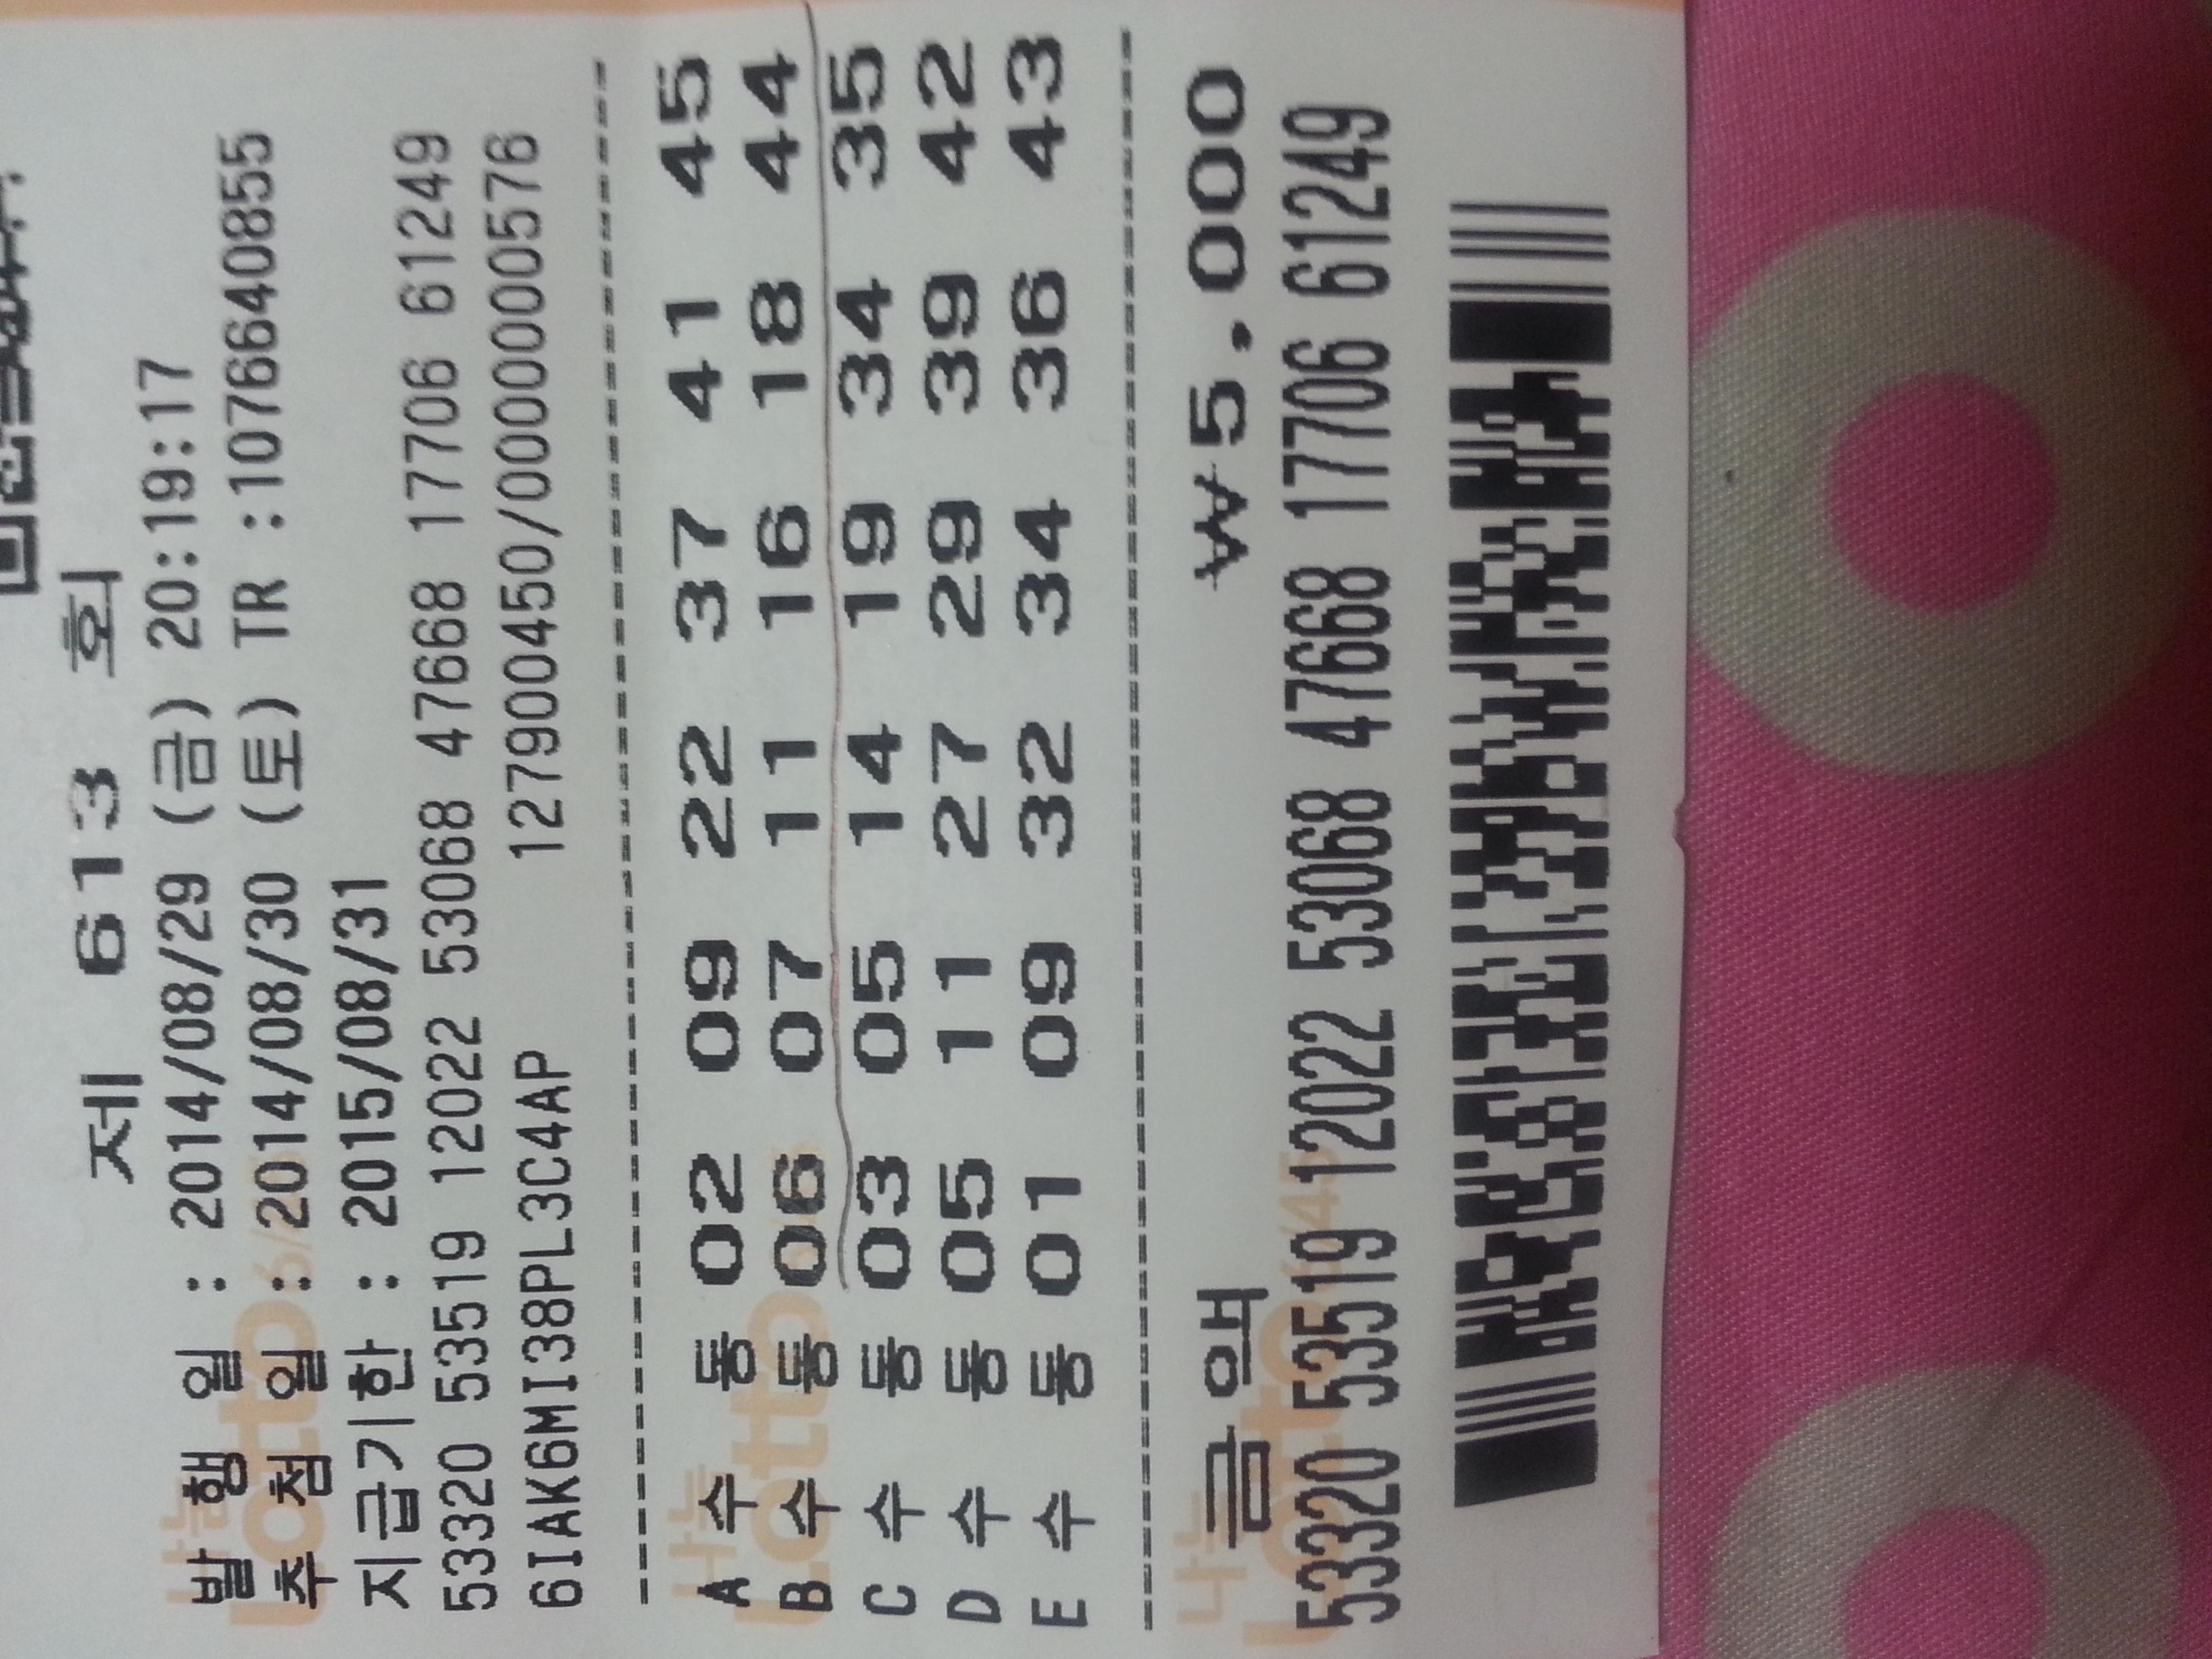 제 613 회
발 행 일 : 2014/08/29 (금) 20:19:17
추 첨 일 : 2014/08/30 (토) TR :1076640855
지급기한 : 2015/08/31
53320 53519 12022 53068 47668 17706 61249
6IAK6MI38PL3C4AP 127900450/0000000576
A 수 동 02 09 22 37 41 45
B 수 동 06 07 11 16 18 44
C 수 동 03 05 14 19 34 35
D 수 동 05 11 27 29 39 42
E 수 동 01 09 32 34 36 43
금 액 ₩5.000
53320 53519 12022 53068 47668 17706 61249